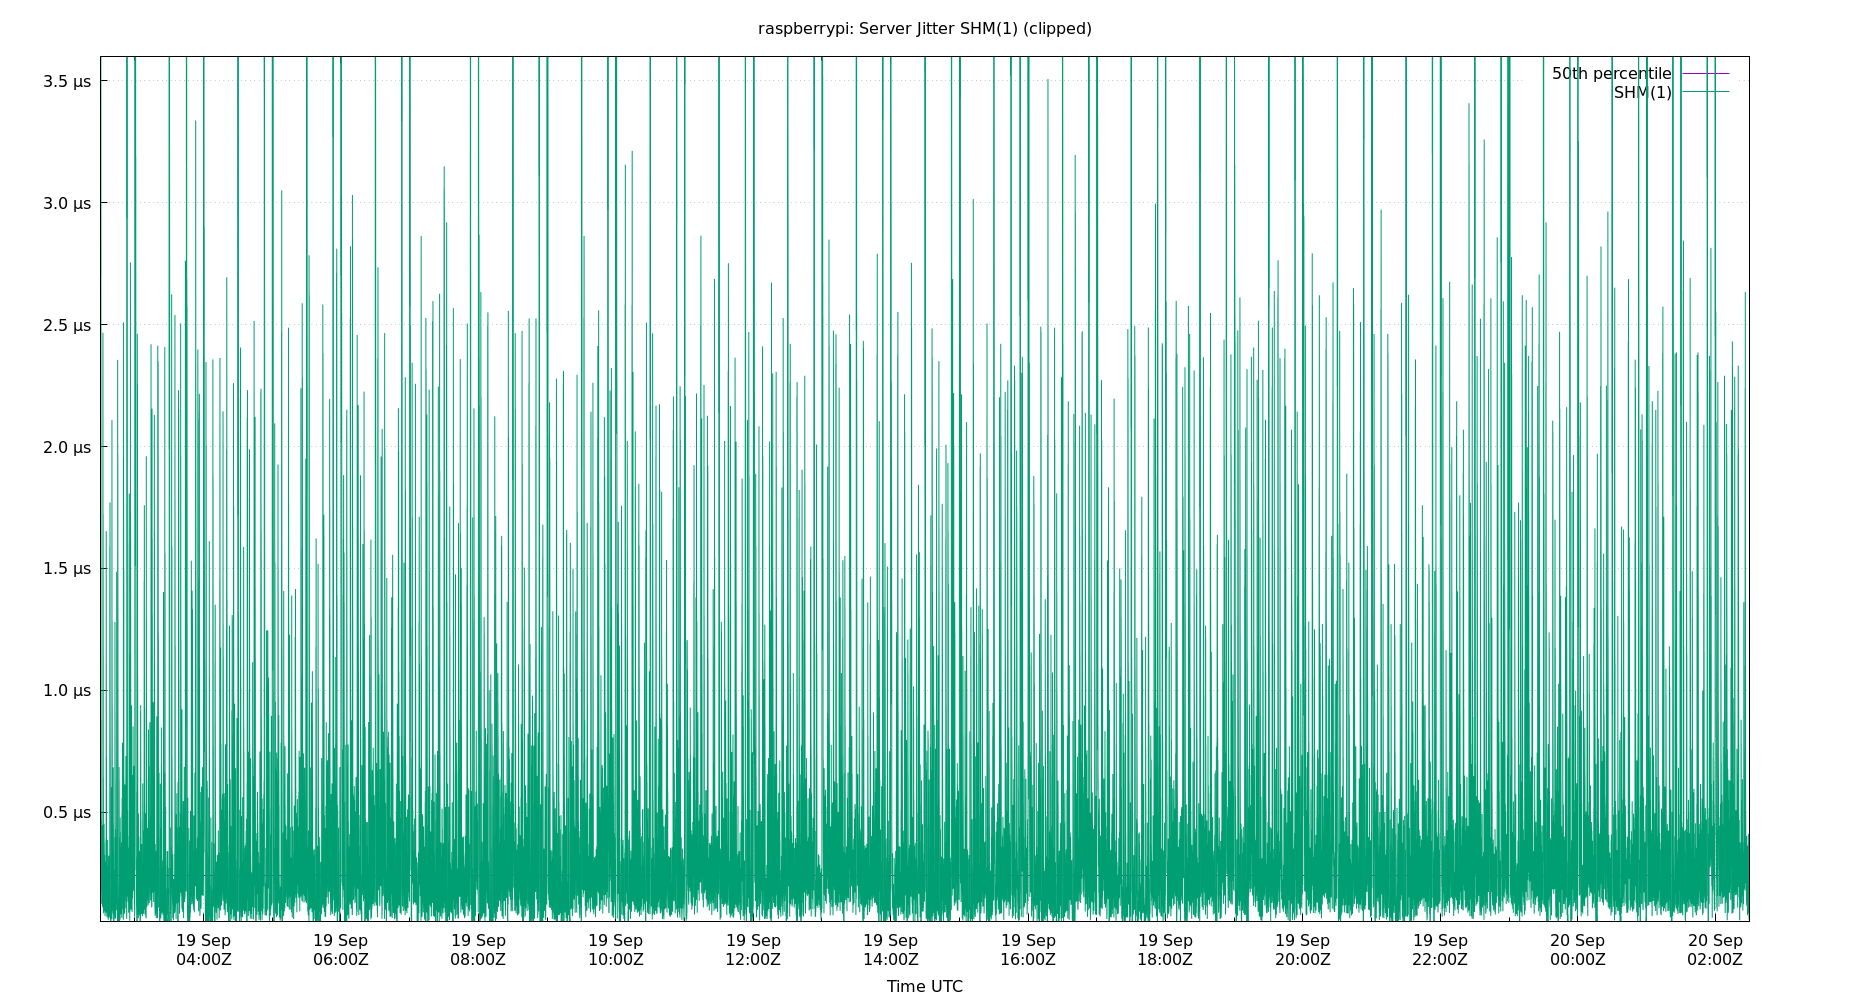 raspberrypi: Server Jitter SHM(1) (clipped)
3.5 µs
3.0 µs
2.5 µs
2.0 µs
1.5 µs
1.0 µs
0.5 µs
50th percentile
SHM(1)
19 Sep
04:00Z
19 Sep
06:00Z
19 Sep
08:00Z
19 Sep
10:00Z
19 Sep
12:00Z
19 Sep
14:00Z
19 Sep
16:00Z
19 Sep
18:00Z
19 Sep
20:00Z
19 Sep
22:00Z
20 Sep
00:00Z
20 Sep
02:00Z
Time UTC